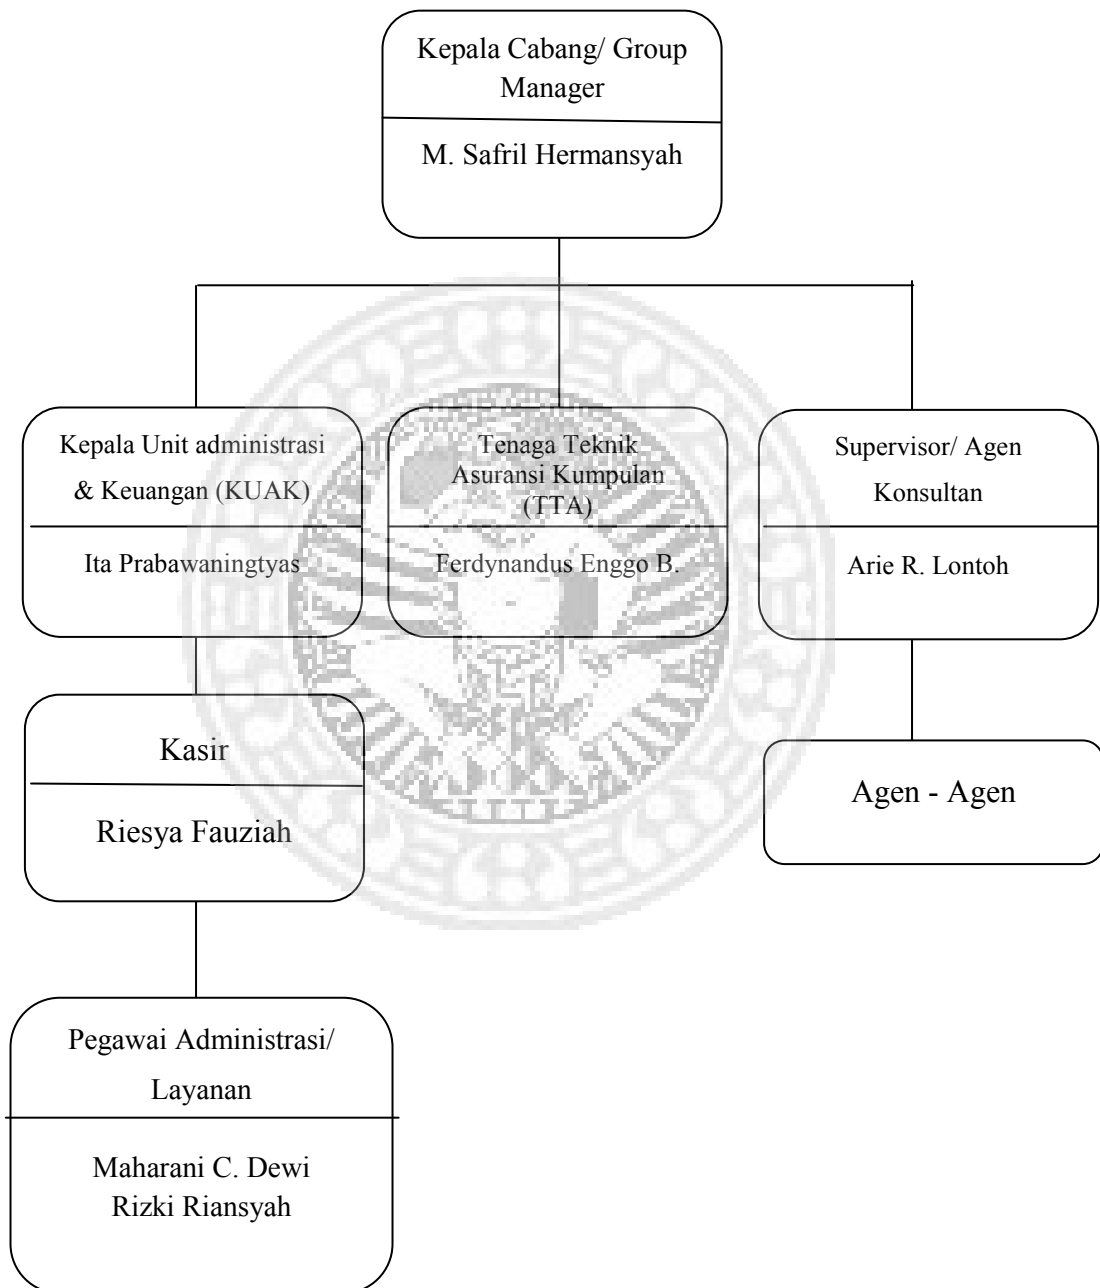 Kepala Cabang/ Group
Manager
M. Safril Hermansyah
Kepala Unit administrasi
& Keuangan (KUAK)
Ita Prabawaningtyas
Tenaga Teknik
Asuransi Kumpulan
(TTA)
Ferdynandus Enggo B.
Supervisor/ Agen
Konsultan
Arie R. Lontoh
Kasir
Riesya Fauziah
Agen - Agen
Pegawai Administrasi/
Layanan
Maharani C. Dewi
Rizki Riansyah